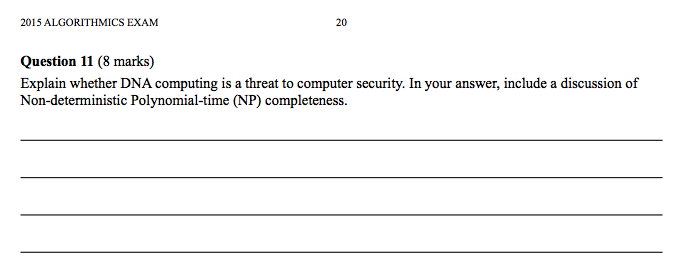 2015 ALGORITHMICS EXAM 20
Question 11 (8 marks)
Explain whether DNA computing is a threat to computer security. In your answer, include a discussion of
Non-deterministic Polynomial-time (NP) completeness.